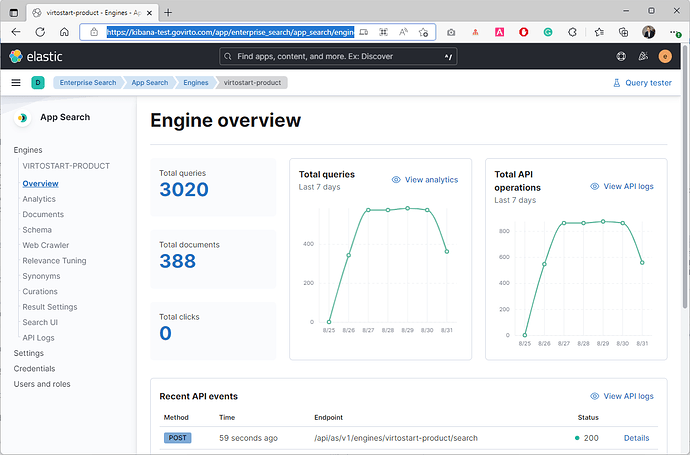 virtostart-product - Engines - Ap
https://kibana-test.govirto.com/app/enterprise_search/app_search/engine
elastic
Find apps, content, and more. Ex: Discover
^/
e
D
Enterprise Search
App Search
Engines
virtostart-product
Query tester
App Search
Engines
VIRTOSTART-PRODUCT
Overview
Analytics
Documents
Schema
Web Crawler
Relevance Tuning
Synonyms
Curations
Result Settings
Search UI
API Logs
Settings
Credentials
Users and roles
Engine overview
Total queries
3020
Total documents
388
Total clicks
0
Total queries
Last 7 days
View analytics
400
200
0
8/25 8/26 8/27 8/28 8/29 8/30 8/31
Total API
operations
Last 7 days
View API logs
800
600
400
200
0
8/25 8/26 8/27 8/28 8/29 8/30 8/31
Recent API events
View API logs
Method Time Endpoint Status
POST 59 seconds ago /api/as/v1/engines/virtostart-product/search 200 Details